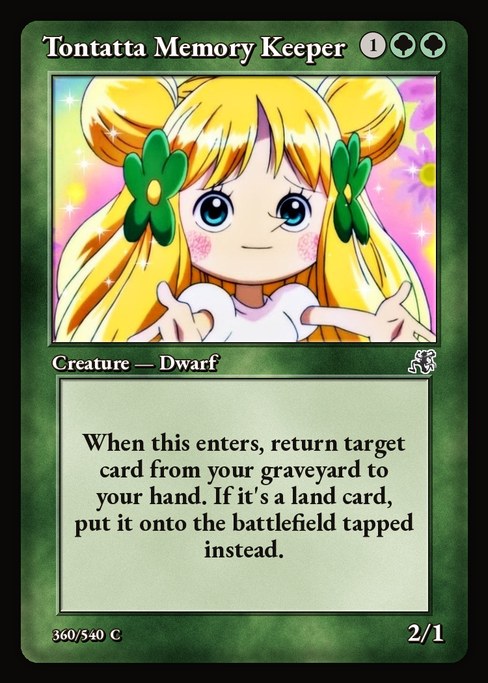 Tontatta Memory Keeper 1
Creature — Dwarf
When this enters, return target
card from your graveyard to
your hand. If it's a land card,
put it onto the battlefield tapped
instead.
360/540 C
2/1